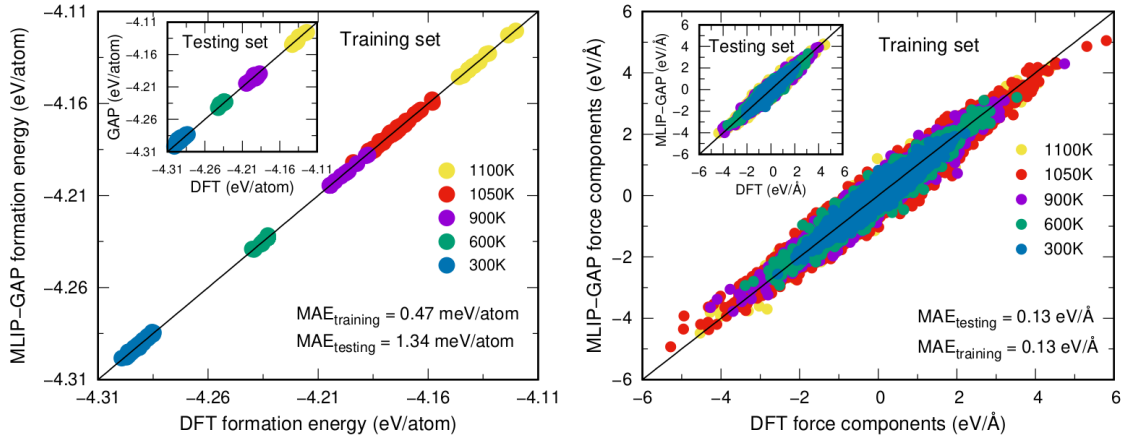 MLIP−GAP formation energy (eV/atom)
−4.11
−4.16
−4.21
−4.26
−4.31
−4.31
−4.26
−4.21
−4.16
−4.11
DFT formation energy (eV/atom)
Training set
1100K
1050K
900K
600K
300K
MAEtraining = 0.47 meV/atom
MAEtesting = 1.34 meV/atom
Testing set
GAP (eV/atom)
−4.11
−4.16
−4.21
−4.26
−4.31
−4.31
−4.26
−4.21
−4.16
−4.11
DFT (eV/atom)
MLIP−GAP force components (eV/Å)
6
4
2
0
−2
−4
−6
−6
−4
−2
0
2
4
6
DFT force components (eV/Å)
Training set
1100K
1050K
900K
600K
300K
MAEtesting = 0.13 eV/Å
MAEtraining = 0.13 eV/Å
Testing set
MLIP−GAP (eV/Å)
6
4
2
0
−2
−4
−6
−6
−4
−2
0
2
4
6
DFT (eV/Å)